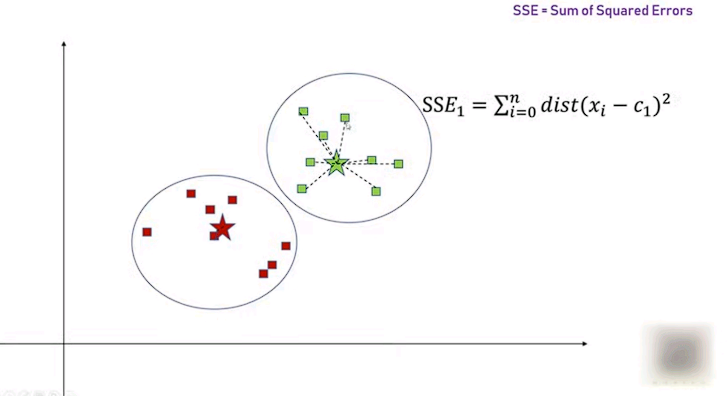 SSE = Sum of Squared Errors
SSE₁ = ∑ⁿᵢ₌₀ dist(xᵢ − c₁)²